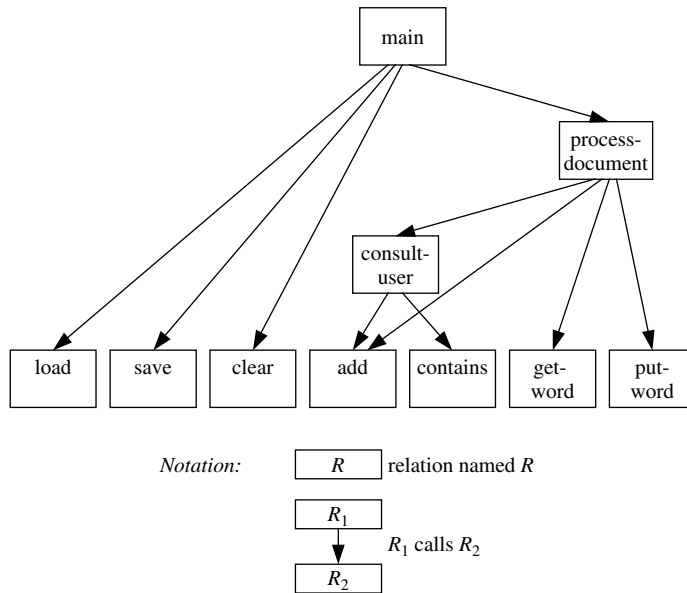 main
process-
document
consult-
user
load
save
clear
add
contains
get-
word
put-
word
Notation:
R
relation named R
R₁
R₁ calls R₂
R₂